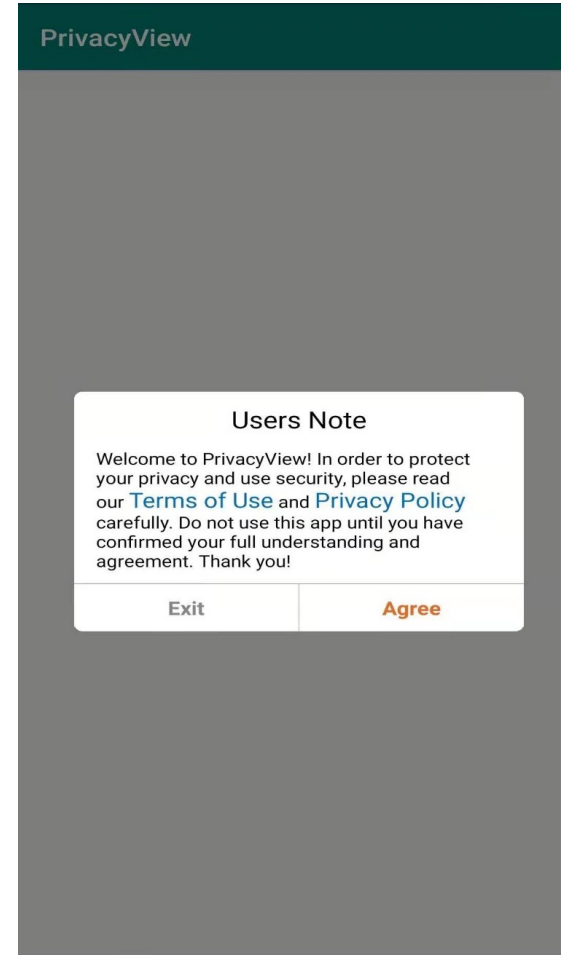 PrivacyView
Users Note
Welcome to PrivacyView! In order to protect
your privacy and use security, please read
our Terms of Use and Privacy Policy
carefully. Do not use this app until you have
confirmed your full understanding and
agreement. Thank you!
Exit
Agree